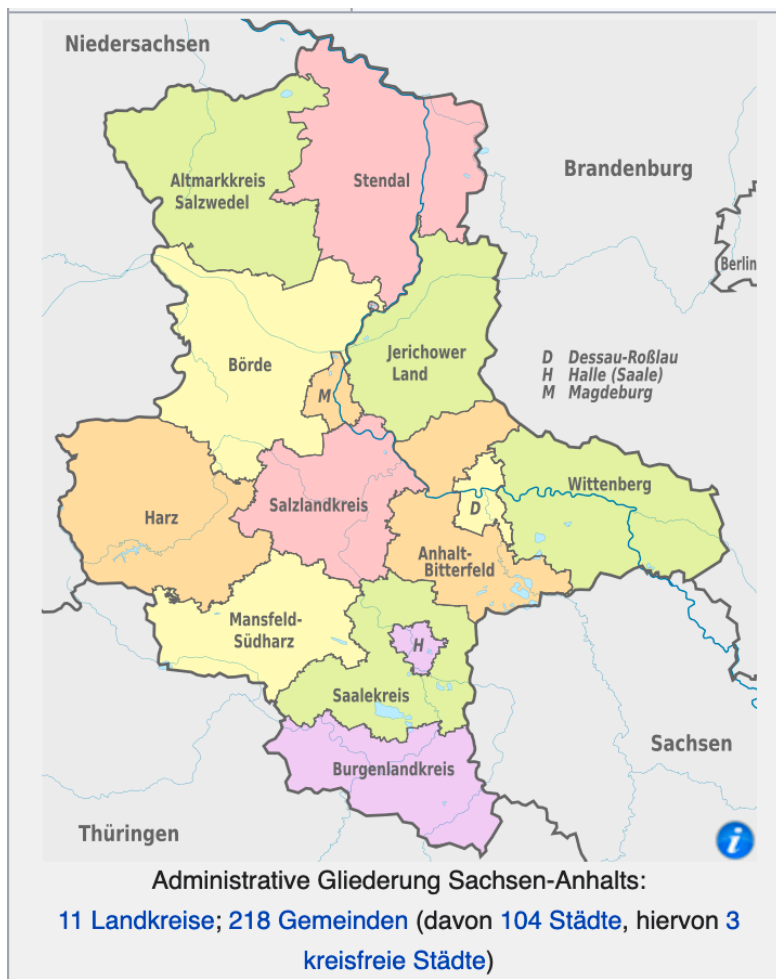 Niedersachsen
Altmarkkreis
Salzwedel
Stendal
Brandenburg
Berlin
Börde
Jerichower
Land
D Dessau-Roßlau
H Halle (Saale)
M Magdeburg
M
Harz
Salzlandkreis
Wittenberg
D
Anhalt-
Bitterfeld
Mansfeld-
Südharz
H
Saalekreis
Sachsen
Burgenlandkreis
Thüringen
i
Administrative Gliederung Sachsen-Anhalts:
11 Landkreise; 218 Gemeinden (davon 104 Städte, hiervon 3
kreisfreie Städte)